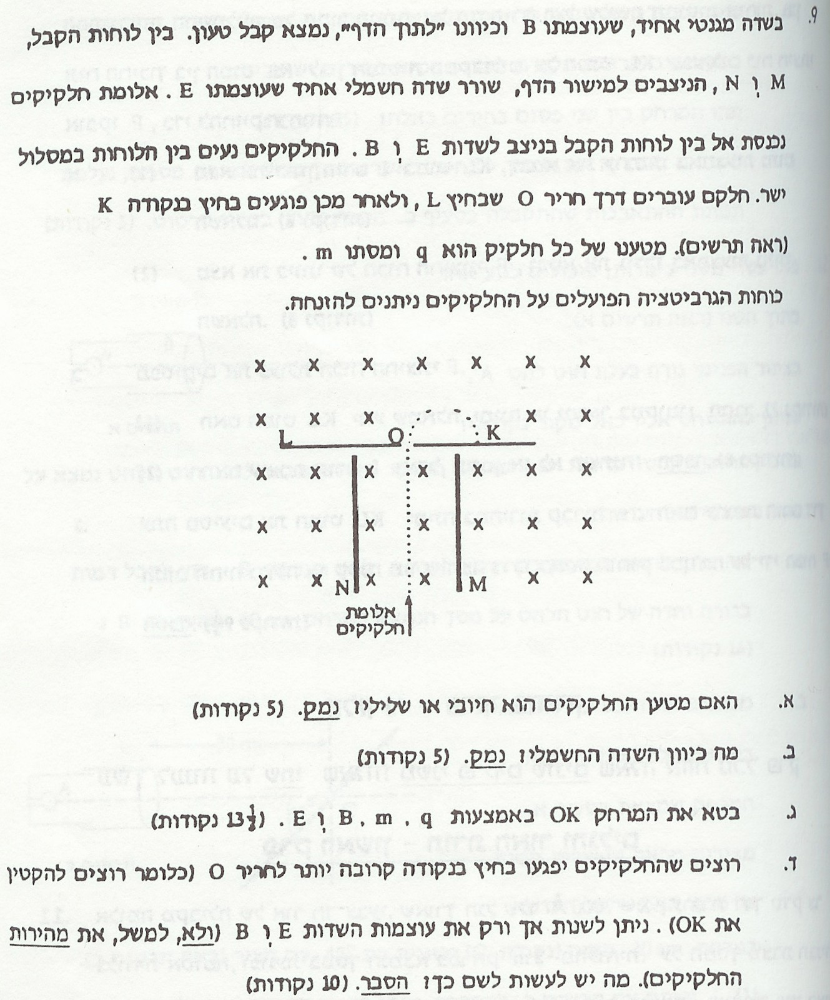 9. בשדה מגנטי אחיד, שעוצמתו B וכיוונו "לתוך הדף", נמצא קבל טעון. בין לוחות הקבל,
M ו N, הניצבים למישור הדף, שורר שדה חשמלי אחיד שעוצמתו E. אלומת חלקיקים
נכנסת אל בין לוחות הקבל בניצב לשדות E ו B. החלקיקים נעים בין הלוחות במסלול
ישר. חלקם עוברים דרך חריר O שבחיץ L, ולאחר מכן פוגעים בחיץ בנקודה K
(ראה תרשים). מטענו של כל חלקיק הוא q ומסתו m.
כוחות הגרביטציה הפועלים על החלקיקים ניתנים להזנחה.
x x x x x x x
x x x x x
L O K
x x x x x x x
x x x x x x x
x x N x x M x x
אלומת
חלקיקים
א. האם מטען החלקיקים הוא חיובי או שלילי? נמק. (5 נקודות)
ב. מה כיוון השדה החשמלי? נמק. (5 נקודות)
ג. בטא את המרחק OK באמצעות q, m, B ו E. (13⅓ נקודות)
ד. רוצים שהחלקיקים יפגעו בחיץ בנקודה קרובה יותר לחריר O (כלומר רוצים להקטין
את OK). ניתן לשנות אך ורק את עוצמות השדות E ו B (ולא, למשל, את מהירות
החלקיקים). מה יש לעשות לשם כך? הסבר. (10 נקודות)